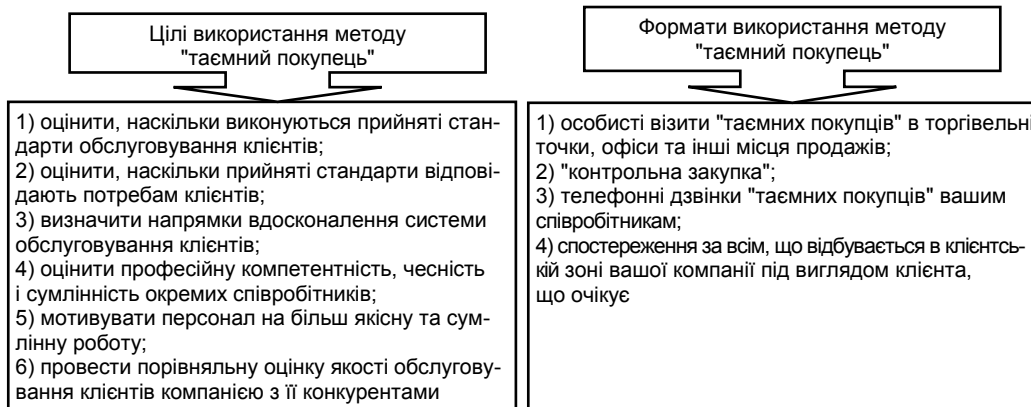 Цілі використання методу
"таємний покупець"
1) оцінити, наскільки виконуються прийняті стан-
дарти обслуговування клієнтів;
2) оцінити, наскільки прийняті стандарти відпові-
дають потребам клієнтів;
3) визначити напрямки вдосконалення системи
обслуговування клієнтів;
4) оцінити професійну компетентність, чесність
і сумлінність окремих співробітників;
5) мотивувати персонал на більш якісну та сум-
лінну роботу;
6) провести порівняльну оцінку якості обслугову-
вання клієнтів компанією з її конкурентами
Формати використання методу
"таємний покупець"
1) особисті візити "таємних покупців" в торгівельні
точки, офіси та інші місця продажів;
2) "контрольна закупка";
3) телефонні дзвінки "таємних покупців" вашим
співробітникам;
4) спостереження за всім, що відбувається в клієнтсь-
кій зоні вашої компанії під виглядом клієнта,
що очікує